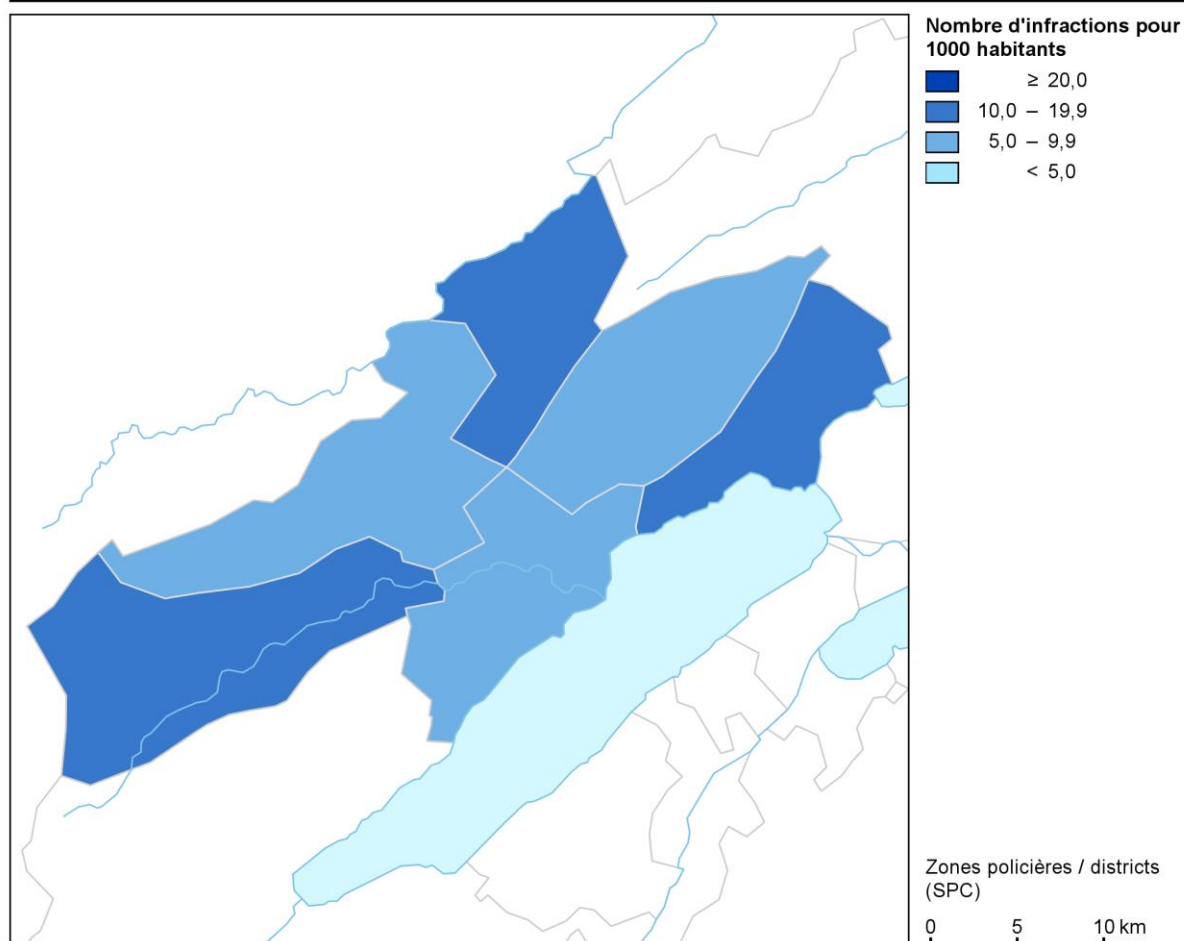 Nombre d'infractions pour
1000 habitants
≥ 20,0
10,0 – 19,9
5,0 – 9,9
< 5,0
Zones policières / districts
(SPC)
0 5 10 km